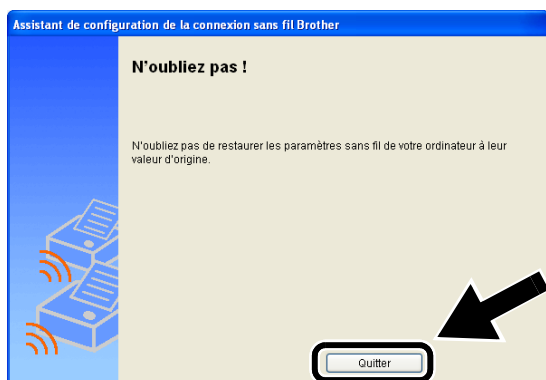 Assistant de configuration de la connexion sans fil Brother
N'oubliez pas !
N'oubliez pas de restaurer les paramètres sans fil de votre ordinateur à leur
valeur d'origine.
Quitter